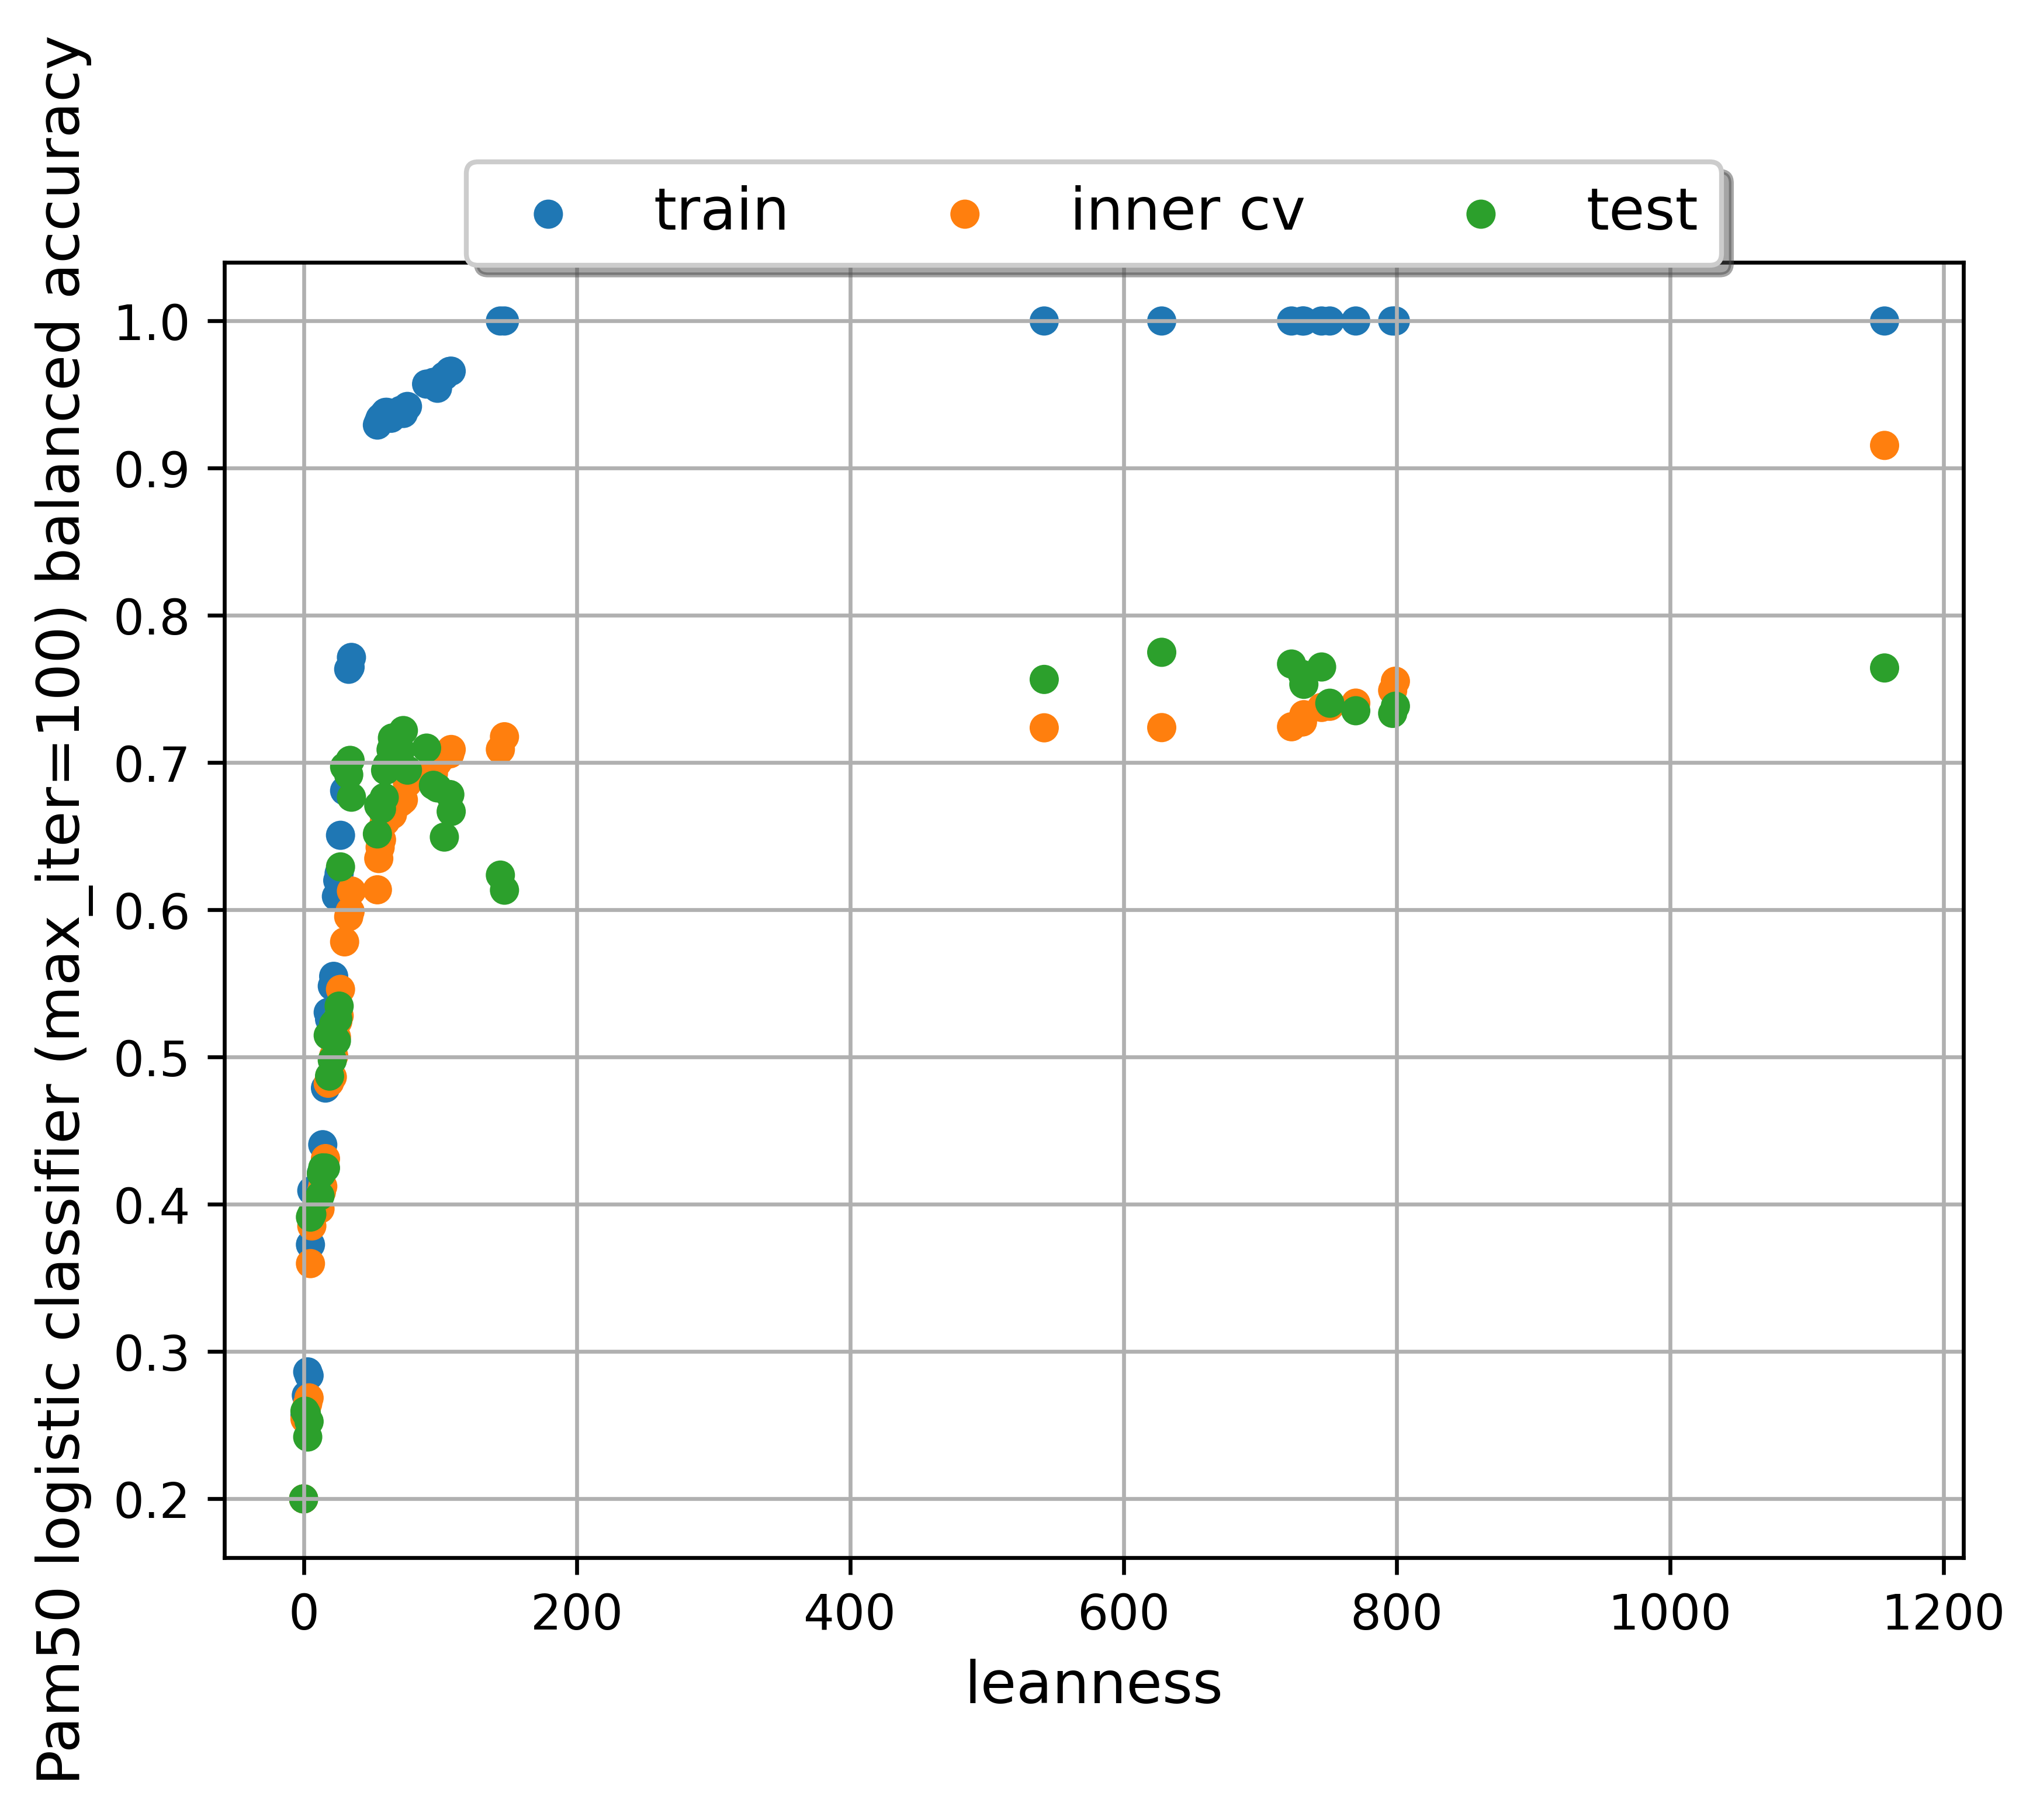 train inner cv test
Pam50 logistic classifier (max_iter=100) balanced accuracy
1.0
0.9
0.8
0.7
0.6
0.5
0.4
0.3
0.2
0 200 400 600 800 1000 1200
leanness